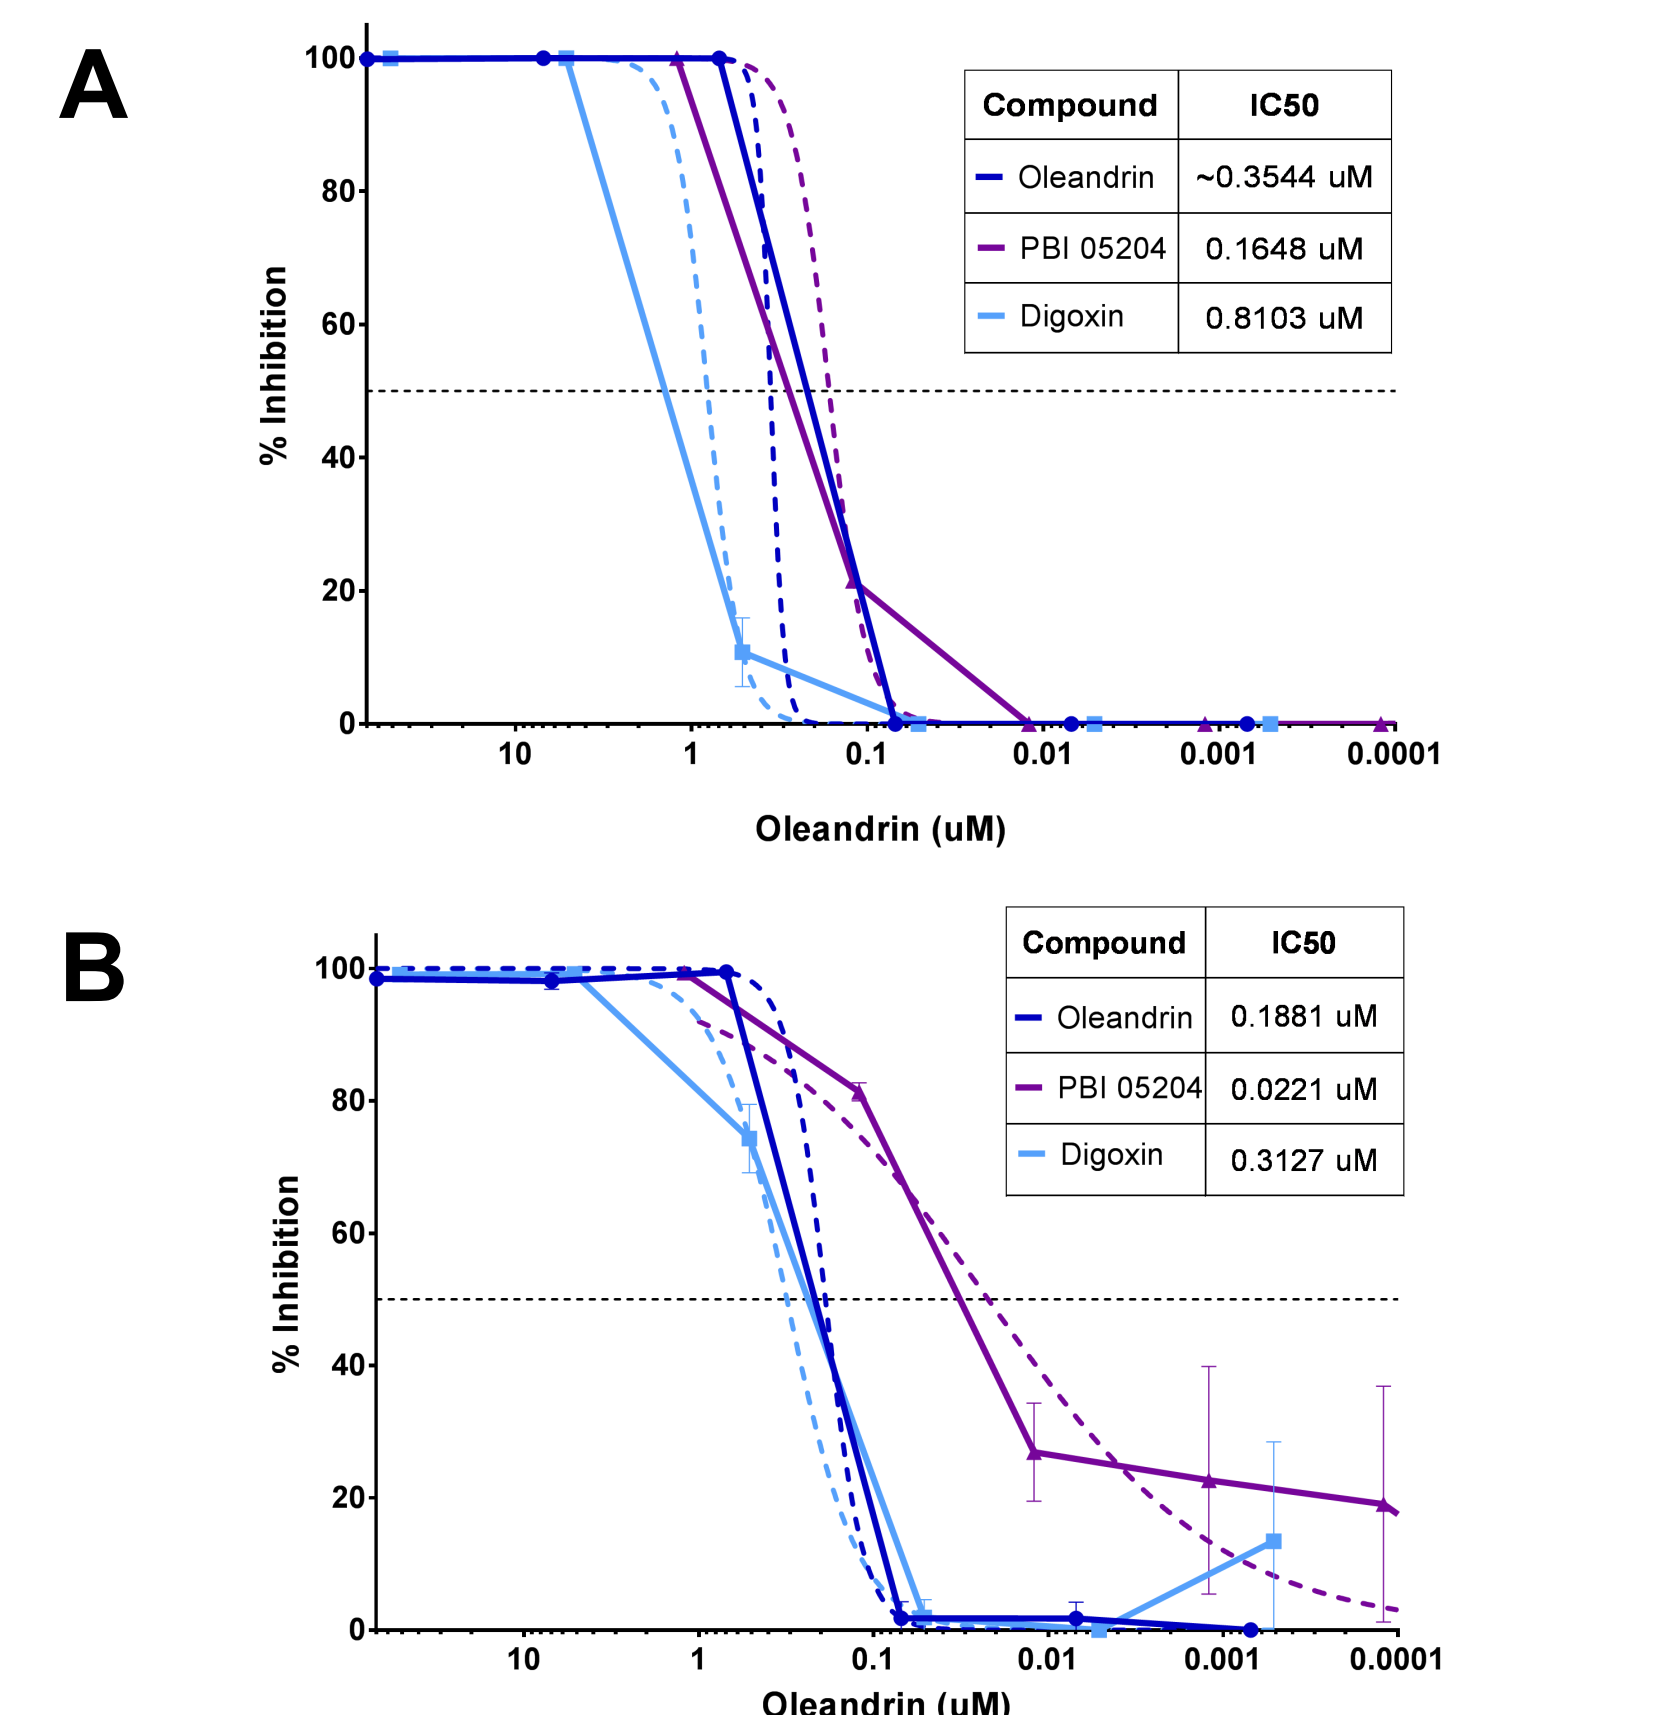 A
100
80
60
40
20
0
% Inhibition
10 1 0.1 0.01 0.001 0.0001
Oleandrin (uM)
Compound IC50
Oleandrin ~0.3544 uM
PBI 05204 0.1648 uM
Digoxin 0.8103 uM
B
100
80
60
40
20
0
% Inhibition
10 1 0.1 0.01 0.001 0.0001
Oleandrin (uM)
Compound IC50
Oleandrin 0.1881 uM
PBI 05204 0.0221 uM
Digoxin 0.3127 uM